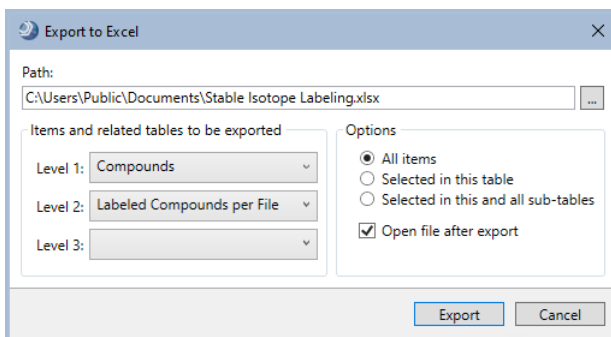 Export to Excel
Path:
C:\Users\Public\Documents\Stable Isotope Labeling.xlsx
...
Items and related tables to be exported
Level 1: Compounds
Level 2: Labeled Compounds per File
Level 3:
Options
All items
Selected in this table
Selected in this and all sub-tables
Open file after export
Export Cancel